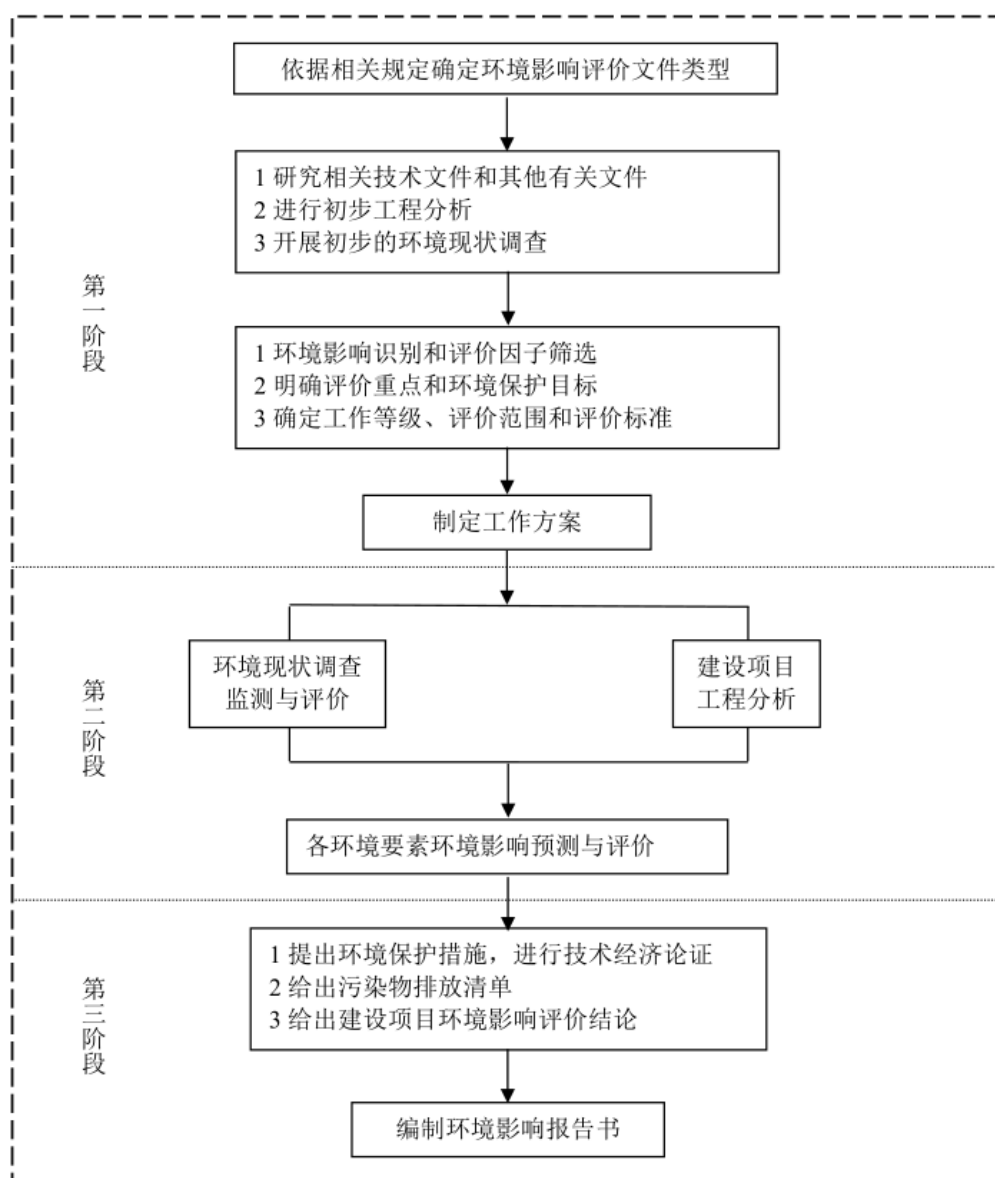 依据相关规定确定环境影响评价文件类型
1 研究相关技术文件和其他有关文件
2 进行初步工程分析
3 开展初步的环境现状调查
第一阶段
1 环境影响识别和评价因子筛选
2 明确评价重点和环境保护目标
3 确定工作等级、评价范围和评价标准
制定工作方案
第二阶段
环境现状调查
监测与评价
建设项目
工程分析
各环境要素环境影响预测与评价
第三阶段
1 提出环境保护措施，进行技术经济论证
2 给出污染物排放清单
3 给出建设项目环境影响评价结论
编制环境影响报告书